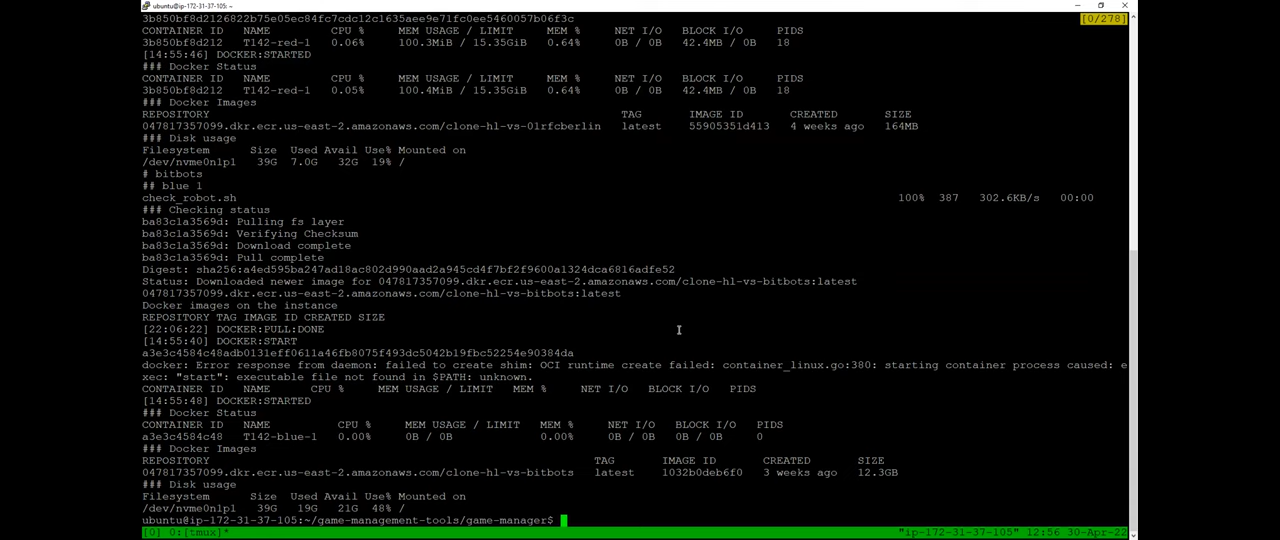 ubuntu@ip-172-31-37-105: ~
3b850bf8d2126822b75e05ec84fc7cdc12c1635aee9e71fc0ee5460057b06f3c [0/278]
CONTAINER ID NAME CPU % MEM USAGE / LIMIT MEM % NET I/O BLOCK I/O PIDS
3b850bf8d212 T142-red-1 0.06% 100.3MiB / 15.35GiB 0.64% 0B / 0B 42.4MB / 0B 18
[14:55:46] DOCKER:STARTED
### Docker Status
CONTAINER ID NAME CPU % MEM USAGE / LIMIT MEM % NET I/O BLOCK I/O PIDS
3b850bf8d212 T142-red-1 0.05% 100.4MiB / 15.35GiB 0.64% 0B / 0B 42.4MB / 0B 18
### Docker Images
REPOSITORY TAG IMAGE ID CREATED SIZE
047817357099.dkr.ecr.us-east-2.amazonaws.com/clone-hl-vs-01rfcberlin latest 55905351d413 4 weeks ago 164MB
### Disk usage
Filesystem Size Used Avail Use% Mounted on
/dev/nvme0n1p1 39G 7.0G 32G 19% /
# bitbots
## blue 1
check_robot.sh 100% 387 302.6KB/s 00:00
### Checking status
ba83c1a3569d: Pulling fs layer
ba83c1a3569d: Verifying Checksum
ba83c1a3569d: Download complete
ba83c1a3569d: Pull complete
Digest: sha256:a4ed595ba247ad18ac802d990aad2a945cd4f7bf2f9600a1324dca6816adfe52
Status: Downloaded newer image for 047817357099.dkr.ecr.us-east-2.amazonaws.com/clone-hl-vs-bitbots:latest
047817357099.dkr.ecr.us-east-2.amazonaws.com/clone-hl-vs-bitbots:latest
Docker images on the instance
REPOSITORY TAG IMAGE ID CREATED SIZE
[22:06:22] DOCKER:PULL:DONE
[14:55:40] DOCKER:START
a3e3c4584c48adb0131eff0611a46fb8075f493dc5042b19fbc52254e90384da
docker: Error response from daemon: failed to create shim: OCI runtime create failed: container_linux.go:380: starting container process caused: e
xec: "start": executable file not found in $PATH: unknown.
CONTAINER ID NAME CPU % MEM USAGE / LIMIT MEM % NET I/O BLOCK I/O PIDS
[14:55:48] DOCKER:STARTED
### Docker Status
CONTAINER ID NAME CPU % MEM USAGE / LIMIT MEM % NET I/O BLOCK I/O PIDS
a3e3c4584c48 T142-blue-1 0.00% 0B / 0B 0.00% 0B / 0B 0B / 0B 0
### Docker Images
REPOSITORY TAG IMAGE ID CREATED SIZE
047817357099.dkr.ecr.us-east-2.amazonaws.com/clone-hl-vs-bitbots latest 1032b0deb6f0 3 weeks ago 12.3GB
### Disk usage
Filesystem Size Used Avail Use% Mounted on
/dev/nvme0n1p1 39G 19G 21G 48% /
ubuntu@ip-172-31-37-105:~/game-management-tools/game-manager$
[0] 0:[tmux]* "ip-172-31-37-105" 12:56 30-Apr-22